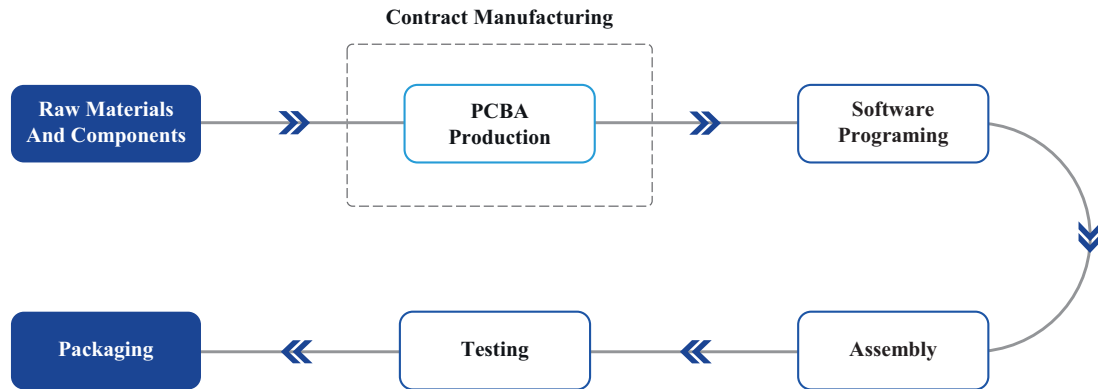 Contract Manufacturing
Raw Materials
And Components
PCBA
Production
Software
Programing
Packaging
Testing
Assembly